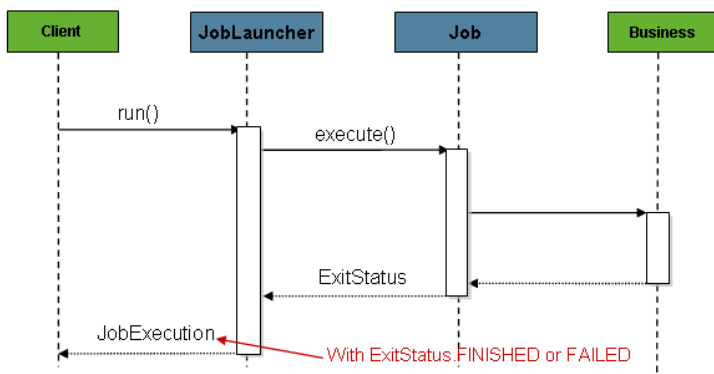 Client
JobLauncher
Job
Business
run()
execute()
ExitStatus
JobExecution
With ExitStatus.FINISHED or FAILED